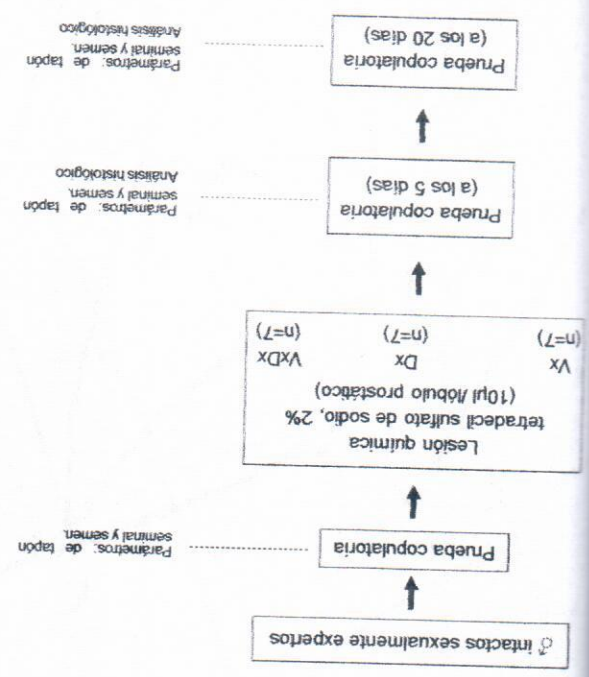 ♂ intactos sexualmente expertos
Prueba copulatoria
Parámetros: de tapón
seminal y semen.
Lesión química
tetradecil sulfato de sodio, 2%
(10µl /lóbulo prostático)
Vx Dx VxDx
(n=7) (n=7) (n=7)
Prueba copulatoria
(a los 5 días)
Parámetros: de tapón
seminal y semen.
Análisis histológico
Prueba copulatoria
(a los 20 días)
Parámetros: de tapón
seminal y semen.
Análisis histológico